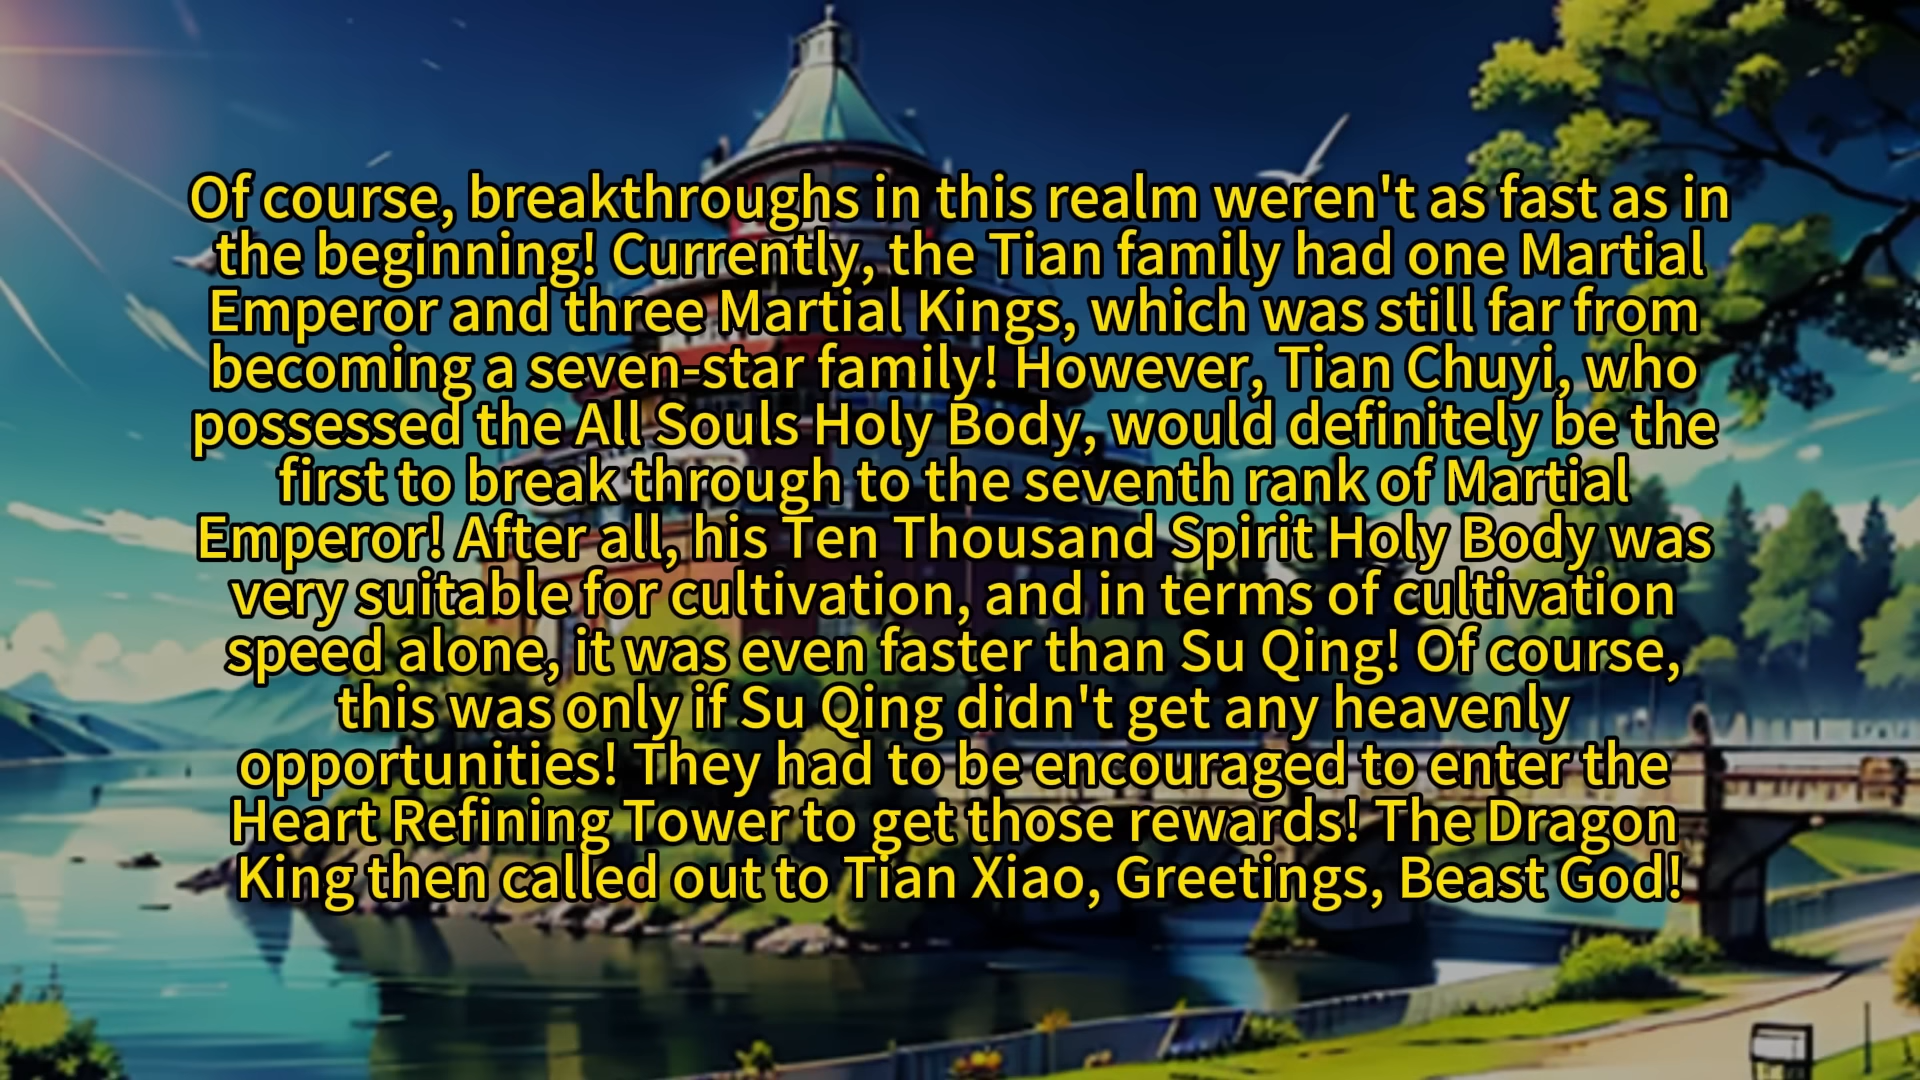 Of course, breakthroughs in this realm weren't as fast as in
the beginning! Currently, the Tian family had one Martial
Emperor and three Martial Kings, which was still far from
becoming a seven-star family! However, Tian Chuyi, who
possessed the All Souls Holy Body, would definitely be the
first to break through to the seventh rank of Martial
Emperor! After all, his Ten Thousand Spirit Holy Body was
very suitable for cultivation, and in terms of cultivation
speed alone, it was even faster than Su Qing! Of course,
this was only if Su Qing didn't get any heavenly
opportunities! They had to be encouraged to enter the
Heart Refining Tower to get those rewards! The Dragon
King then called out to Tian Xiao, Greetings, Beast God!